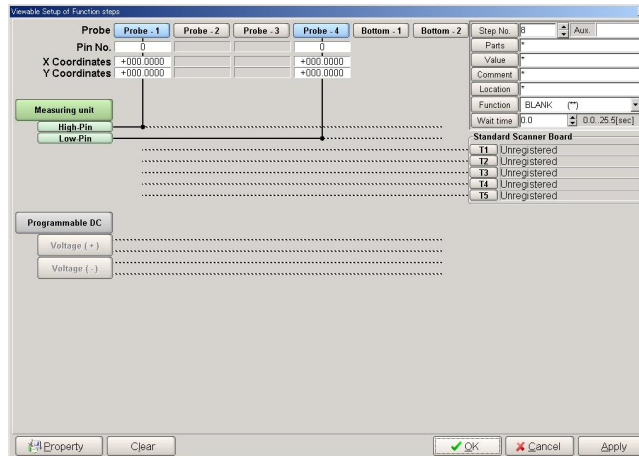 Viewable Setup of Function steps
Probe Probe - 1 Probe - 2 Probe - 3 Probe - 4 Bottom - 1 Bottom - 2
Pin No. 0 0
X Coordinates +000.0000 +000.0000
Y Coordinates +000.0000 +000.0000
Step No. 8 Aux.
Parts *
Value *
Comment *
Location *
Function BLANK (**)
Wait time 0.0 0.0..25.5[sec]
Measuring unit
High-Pin
Low-Pin
Standard Scanner Board
T1 Unregistered
T2 Unregistered
T3 Unregistered
T4 Unregistered
T5 Unregistered
Programmable DC
Voltage ( + )
Voltage ( - )
Property Clear OK Cancel Apply